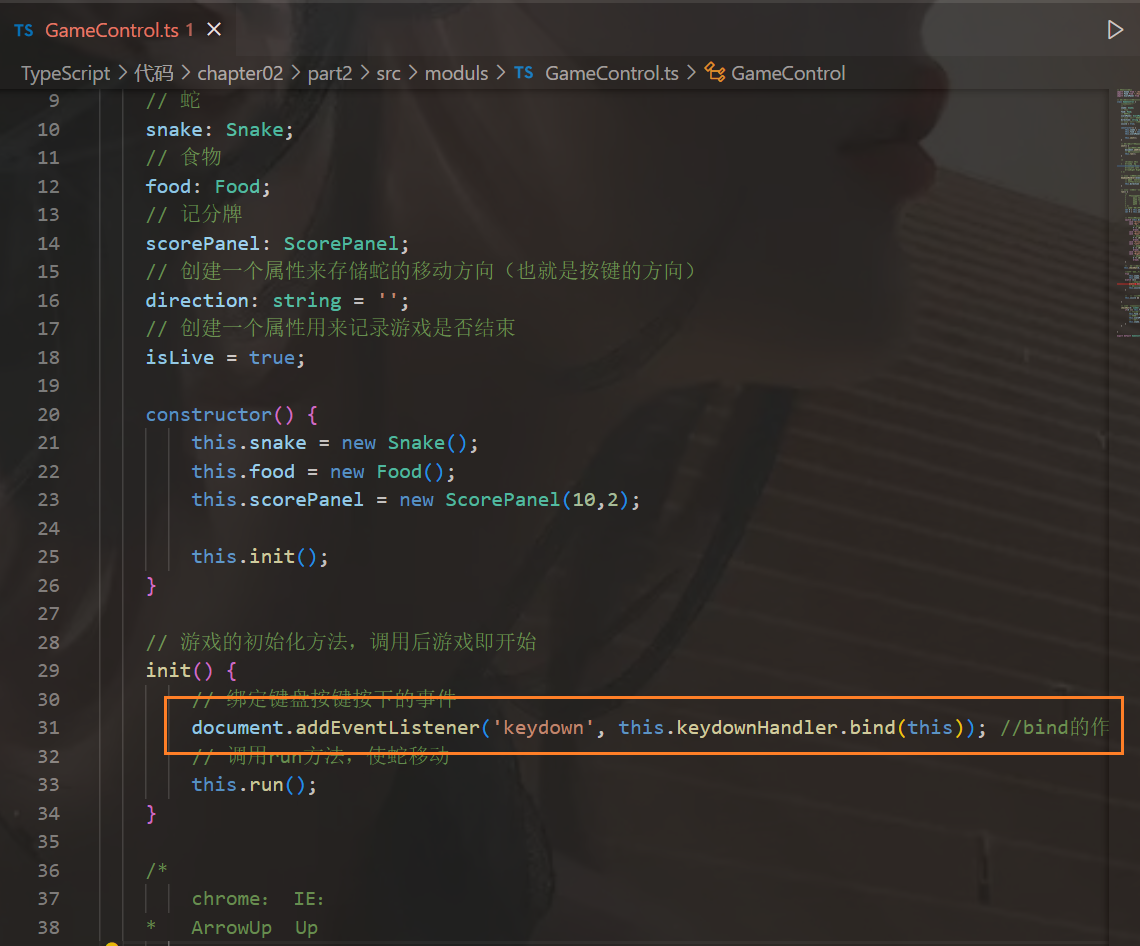 TS GameControl.ts 1 ×
TypeScript > 代码 > chapter02 > part2 > src > moduls > TS GameControl.ts > GameControl
9 // 蛇
10 snake: Snake;
11 // 食物
12 food: Food;
13 // 记分牌
14 scorePanel: ScorePanel;
15 // 创建一个属性来存储蛇的移动方向（也就是按键的方向）
16 direction: string = '';
17 // 创建一个属性用来记录游戏是否结束
18 isLive = true;
19
20 constructor() {
21 this.snake = new Snake();
22 this.food = new Food();
23 this.scorePanel = new ScorePanel(10,2);
24
25 this.init();
26 }
27
28 // 游戏的初始化方法，调用后游戏即开始
29 init() {
30 // 绑定键盘按键按下的事件
31 document.addEventListener('keydown', this.keydownHandler.bind(this)); //bind的作
32 // 调用run方法，使蛇移动
33 this.run();
34 }
35
36 /*
37 chrome： IE：
38 * ArrowUp Up